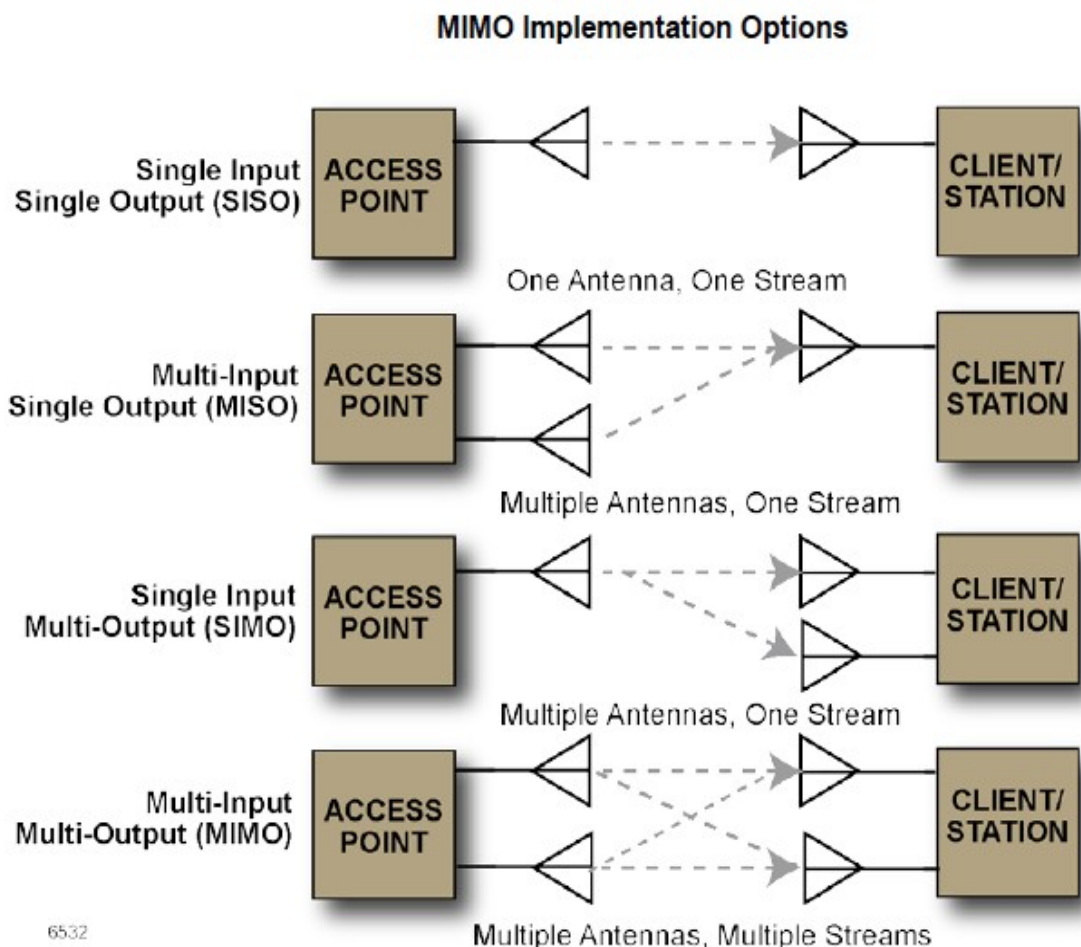 MIMO Implementation Options
Single Input
Single Output (SISO)
ACCESS
POINT
CLIENT/
STATION
One Antenna, One Stream
Multi-Input
Single Output (MISO)
ACCESS
POINT
CLIENT/
STATION
Multiple Antennas, One Stream
Single Input
Multi-Output (SIMO)
ACCESS
POINT
CLIENT/
STATION
Multiple Antennas, One Stream
Multi-Input
Multi-Output (MIMO)
ACCESS
POINT
CLIENT/
STATION
6532
Multiple Antennas, Multiple Streams